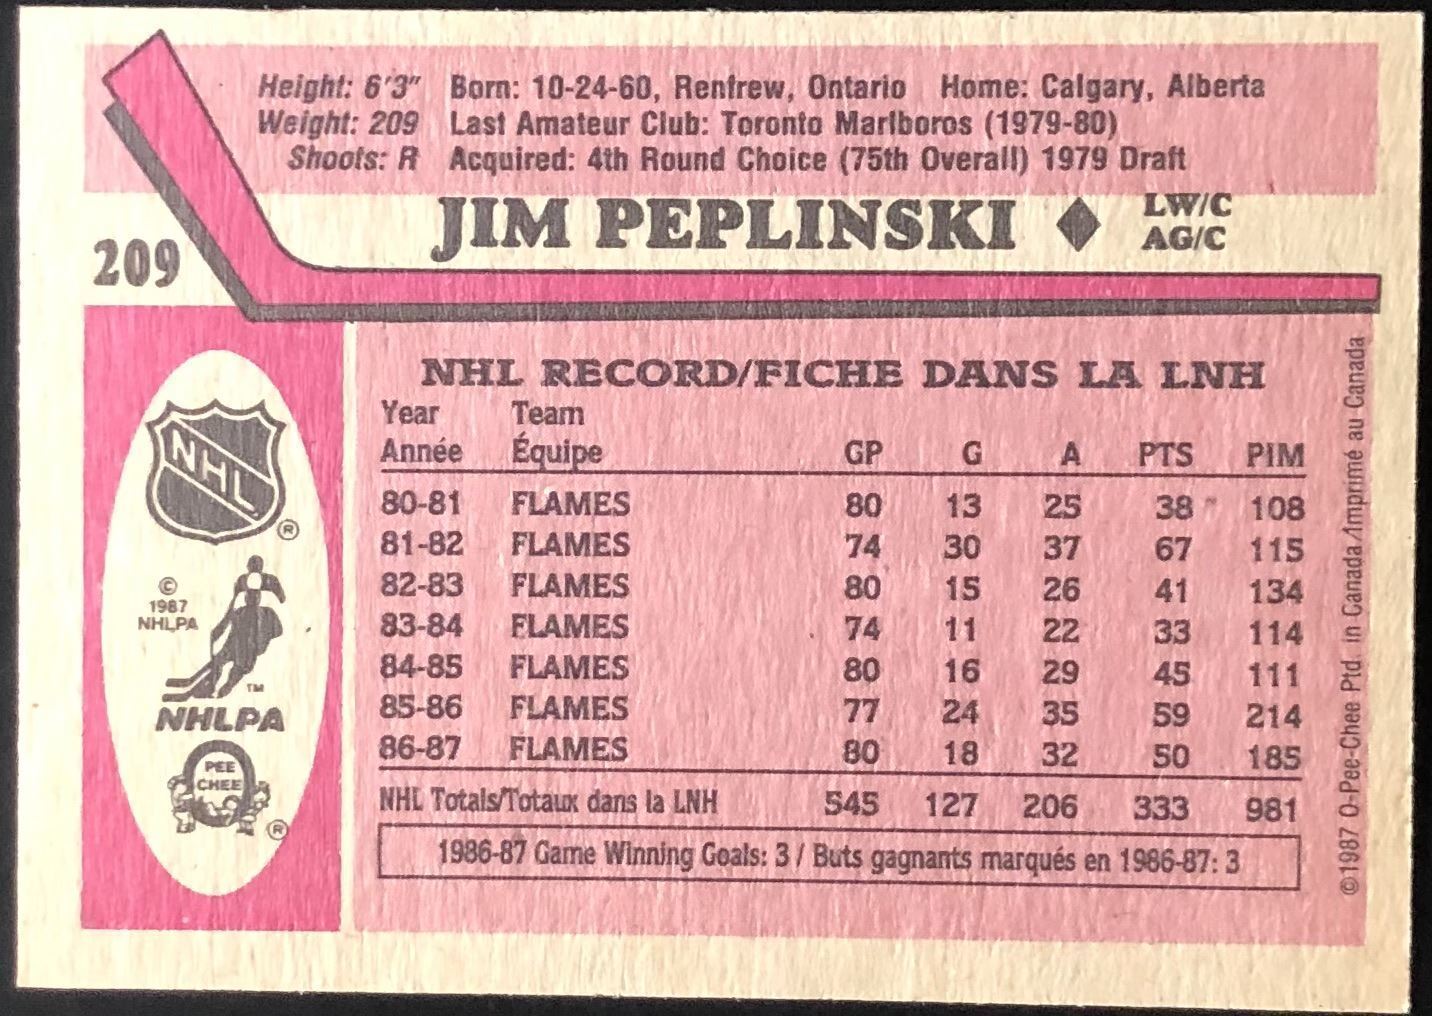 Height: 6'3" Born: 10-24-60, Renfrew, Ontario Home: Calgary, Alberta
Weight: 209 Last Amateur Club: Toronto Marlboros (1979-80)
Shoots: R Acquired: 4th Round Choice (75th Overall) 1979 Draft
209 JIM PEPLINSKI ♦ LW/C
AG/C
NHL RECORD/FICHE DANS LA LNH
Year Team
Année Équipe GP G A PTS PIM
80-81 FLAMES 80 13 25 38 108
81-82 FLAMES 74 30 37 67 115
82-83 FLAMES 80 15 26 41 134
83-84 FLAMES 74 11 22 33 114
84-85 FLAMES 80 16 29 45 111
85-86 FLAMES 77 24 35 59 214
86-87 FLAMES 80 18 32 50 185
NHL Totals/Totaux dans la LNH 545 127 206 333 981
1986-87 Game Winning Goals: 3 / Buts gagnants marqués en 1986-87: 3
NHL
®
©
1987
NHLPA
TM
NHLPA
O
PEE
CHEE
®
©1987 O-Pee-Chee Ptd. in Canada/Imprimé au Canada